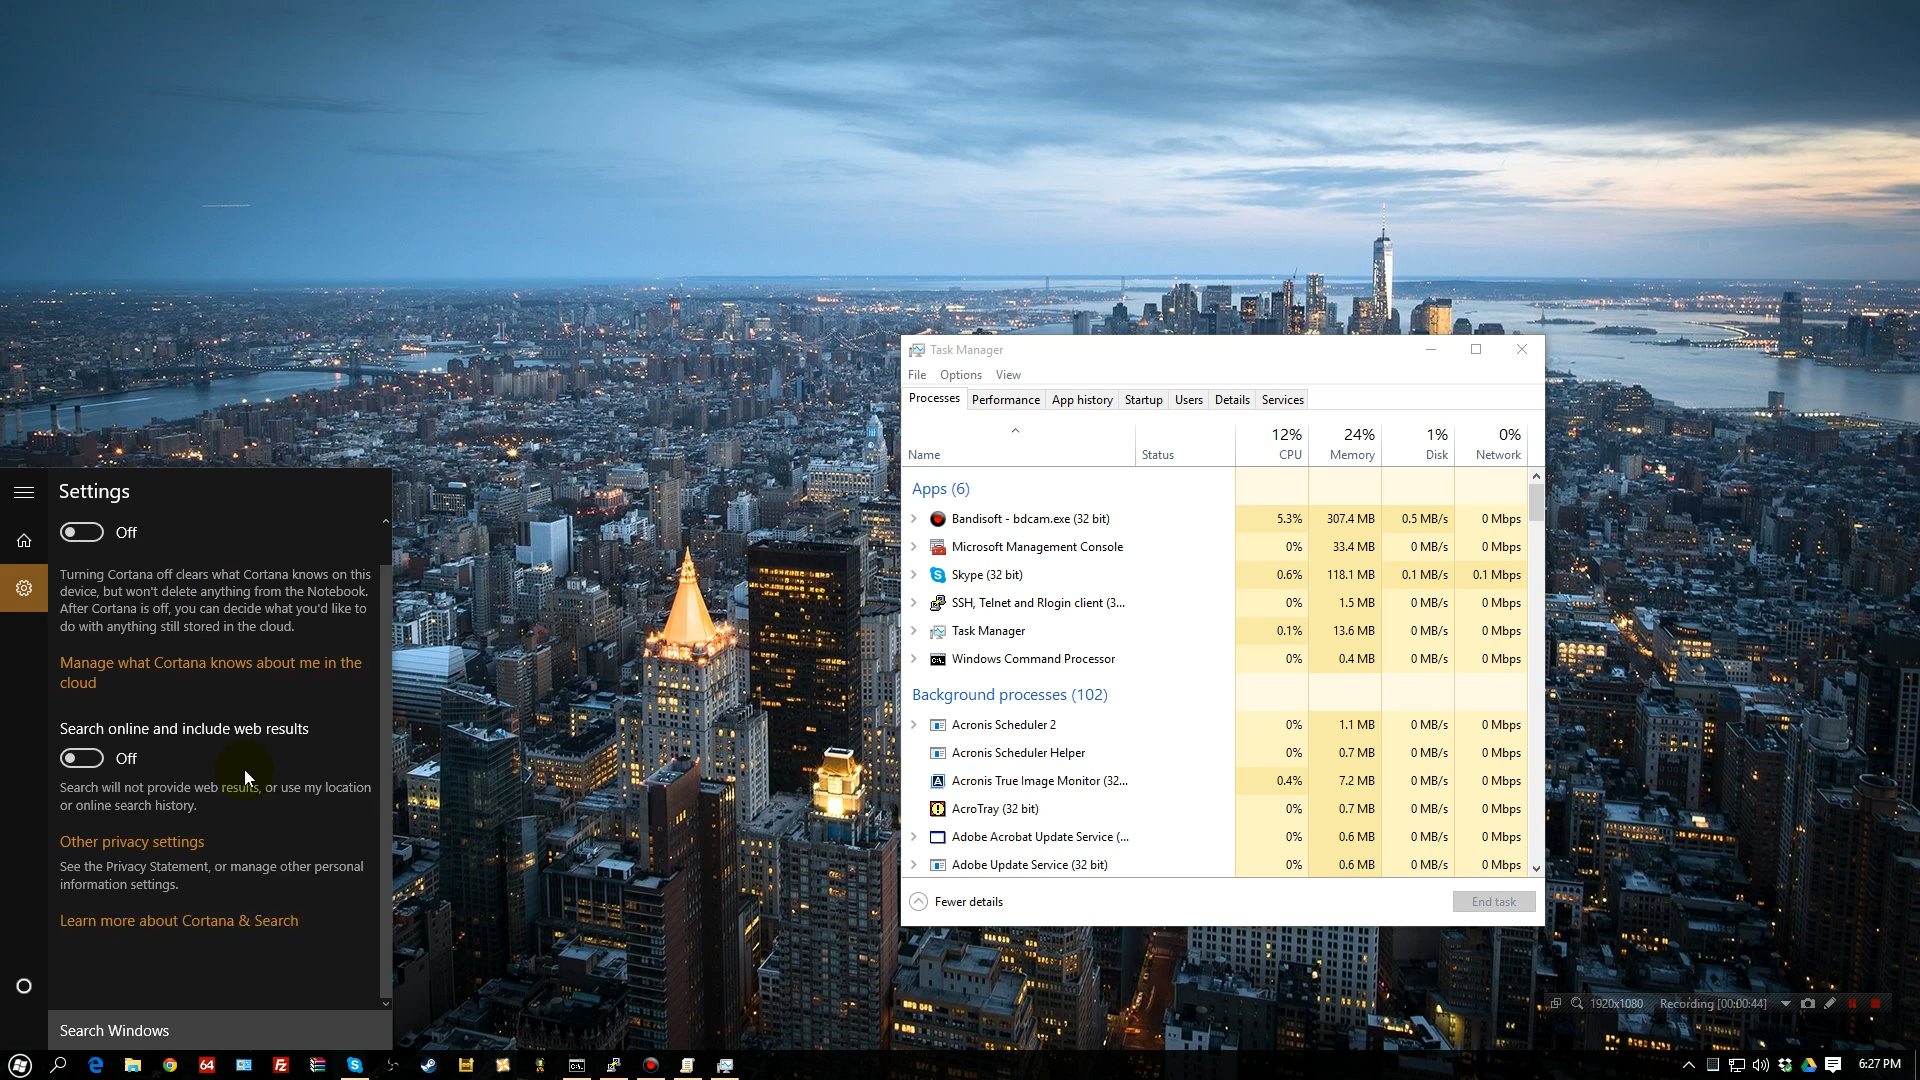 Task Manager
File Options View
Processes Performance App history Startup Users Details Services
12% 24% 1% 0%
Name Status CPU Memory Disk Network
Apps (6)
Bandisoft - bdcam.exe (32 bit) 5.3% 307.4 MB 0.5 MB/s 0 Mbps
Microsoft Management Console 0% 33.4 MB 0 MB/s 0 Mbps
Skype (32 bit) 0.6% 118.1 MB 0.1 MB/s 0.1 Mbps
SSH, Telnet and Rlogin client (3... 0% 1.5 MB 0 MB/s 0 Mbps
Task Manager 0.1% 13.6 MB 0 MB/s 0 Mbps
Windows Command Processor 0% 0.4 MB 0 MB/s 0 Mbps
Background processes (102)
Acronis Scheduler 2 0% 1.1 MB 0 MB/s 0 Mbps
Acronis Scheduler Helper 0% 0.7 MB 0 MB/s 0 Mbps
Acronis True Image Monitor (32... 0.4% 7.2 MB 0 MB/s 0 Mbps
AcroTray (32 bit) 0% 0.7 MB 0 MB/s 0 Mbps
Adobe Acrobat Update Service (... 0% 0.6 MB 0 MB/s 0 Mbps
Adobe Update Service (32 bit) 0% 0.6 MB 0 MB/s 0 Mbps
Fewer details End task
Settings
Off
Turning Cortana off clears what Cortana knows on this
device, but won't delete anything from the Notebook.
After Cortana is off, you can decide what you'd like to
do with anything still stored in the cloud.
Manage what Cortana knows about me in the
cloud
Search online and include web results
Off
Search will not provide web results, or use my location
or online search history.
Other privacy settings
See the Privacy Statement, or manage other personal
information settings.
Learn more about Cortana & Search
Search Windows
1920x1080 Recording [00:00:44]
64
6:27 PM